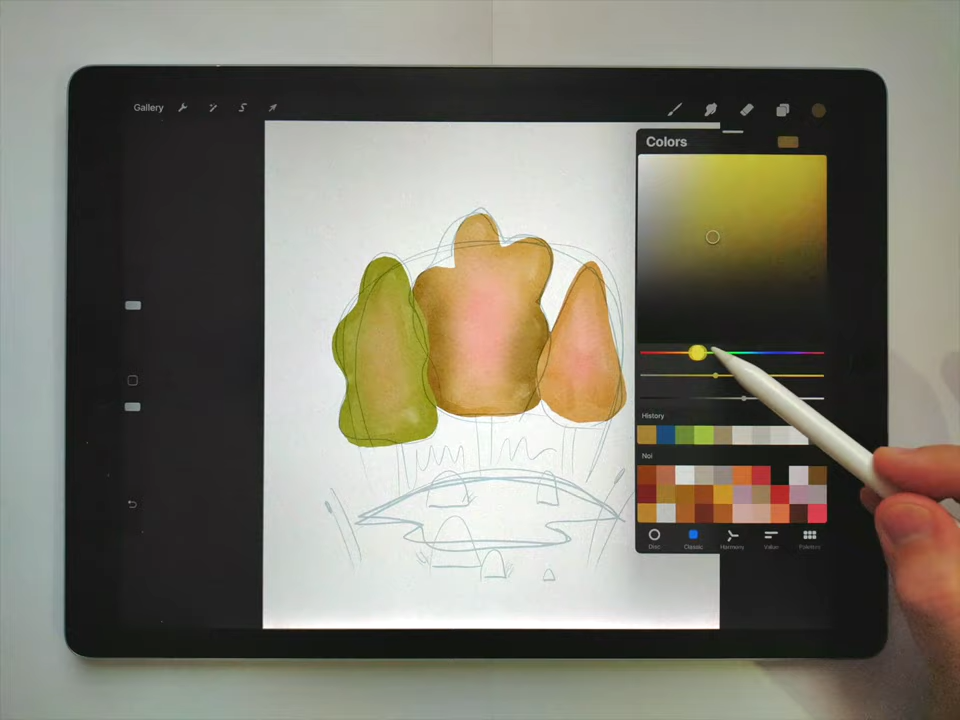 Gallery
Colors
History
Noi
Disc
Classic
Harmony
Value
Palettes